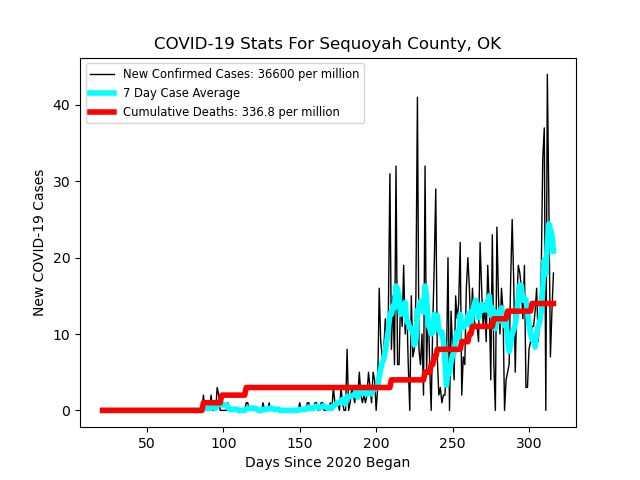 COVID-19 Stats For Sequoyah County, OK
New Confirmed Cases: 36600 per million
7 Day Case Average
Cumulative Deaths: 336.8 per million
New COVID-19 Cases
40
30
20
10
0
50 100 150 200 250 300
Days Since 2020 Began